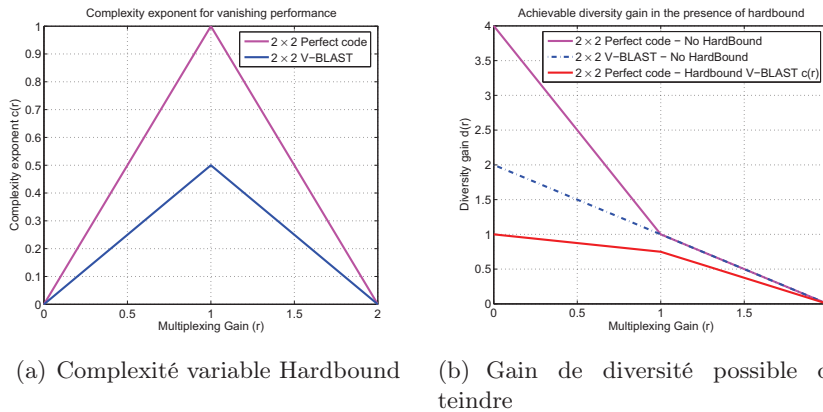 Complexity exponent for vanishing performance
2 × 2 Perfect code
2 × 2 V−BLAST
Complexity exponent c(r)
1
0.9
0.8
0.7
0.6
0.5
0.4
0.3
0.2
0.1
0
0
0.5
1
1.5
2
Multiplexing Gain (r)
(a) Complexité variable Hardbound
Achievable diversity gain in the presence of hardbound
2 × 2 Perfect code − No HardBound
2 × 2 V−BLAST − No HardBound
2 × 2 Perfect code − Hardbound V−BLAST c(r)
Diversity gain d(r)
4
3.5
3
2.5
2
1.5
1
0.5
0
0
0.5
1
1.5
Multiplexing Gain (r)
(b) Gain de diversité possible
teindre